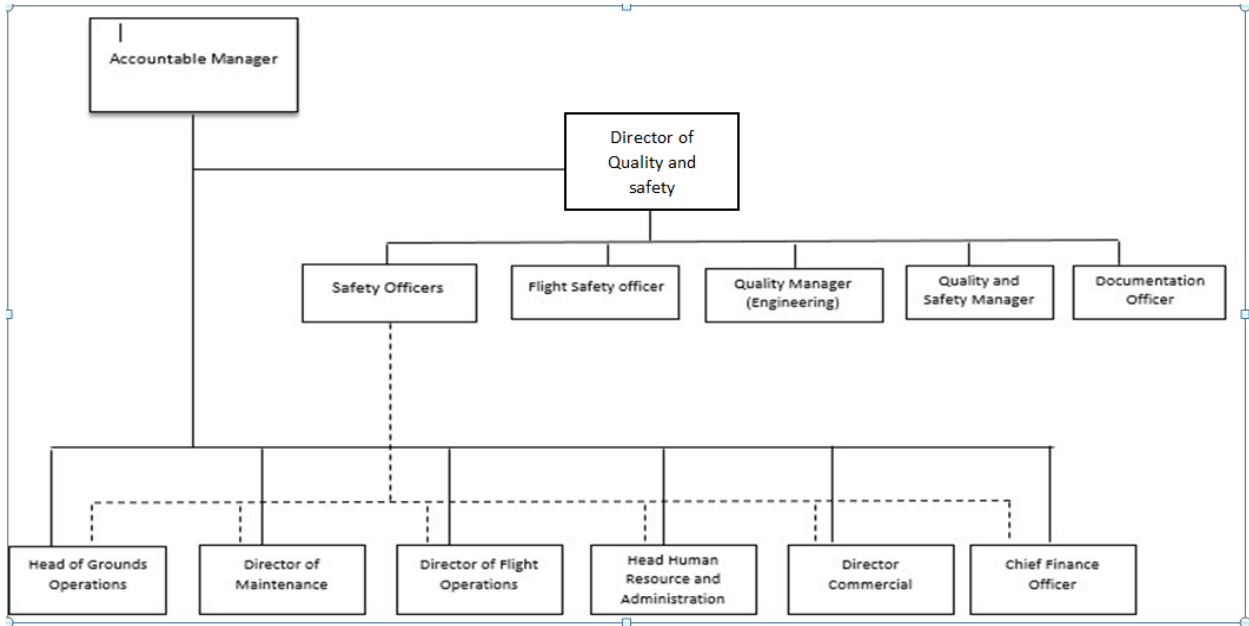 Accountable Manager
Director of
Quality and
safety
Safety Officers
Flight Safety officer
Quality Manager
(Engineering)
Quality and
Safety Manager
Documentation
Officer
Head of Grounds
Operations
Director of
Maintenance
Director of Flight
Operations
Head Human
Resource and
Administration
Director
Commercial
Chief Finance
Officer